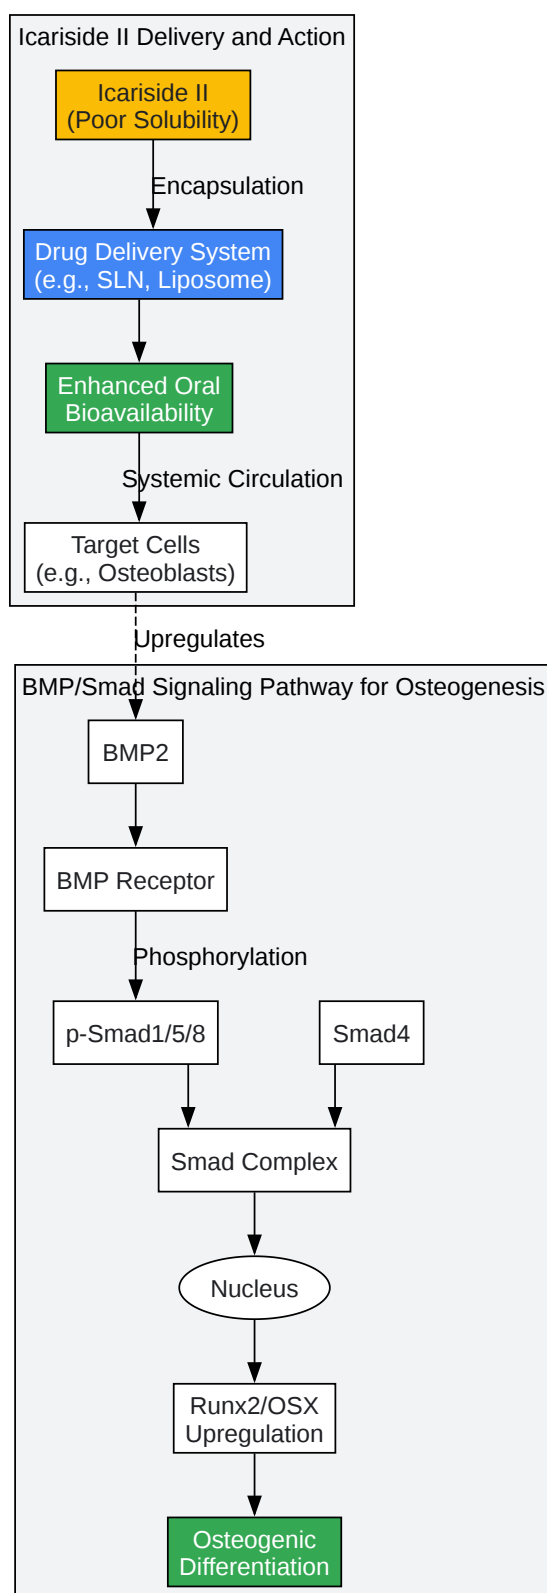 Icariside II Delivery and Action
Icariside II
(Poor Solubility)
Encapsulation
Drug Delivery System
(e.g., SLN, Liposome)
Enhanced Oral
Bioavailability
Systemic Circulation
Target Cells
(e.g., Osteoblasts)
Upregulates
BMP/Smad Signaling Pathway for Osteogenesis
BMP2
BMP Receptor
Phosphorylation
p-Smad1/5/8
Smad4
Smad Complex
Nucleus
Runx2/OSX
Upregulation
Osteogenic
Differentiation